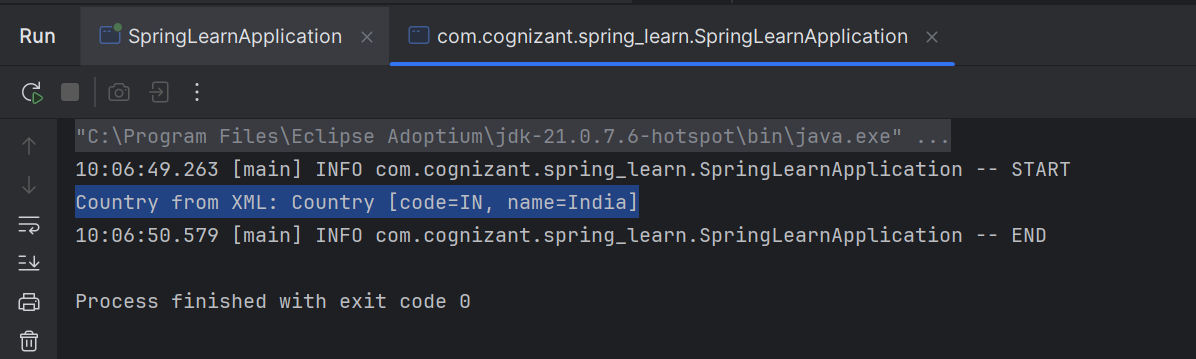 Run SpringLearnApplication com.cognizant.spring_learn.SpringLearnApplication
"C:\Program Files\Eclipse Adoptium\jdk-21.0.7.6-hotspot\bin\java.exe" ...
10:06:49.263 [main] INFO com.cognizant.spring_learn.SpringLearnApplication -- START
Country from XML: Country [code=IN, name=India]
10:06:50.579 [main] INFO com.cognizant.spring_learn.SpringLearnApplication -- END
Process finished with exit code 0